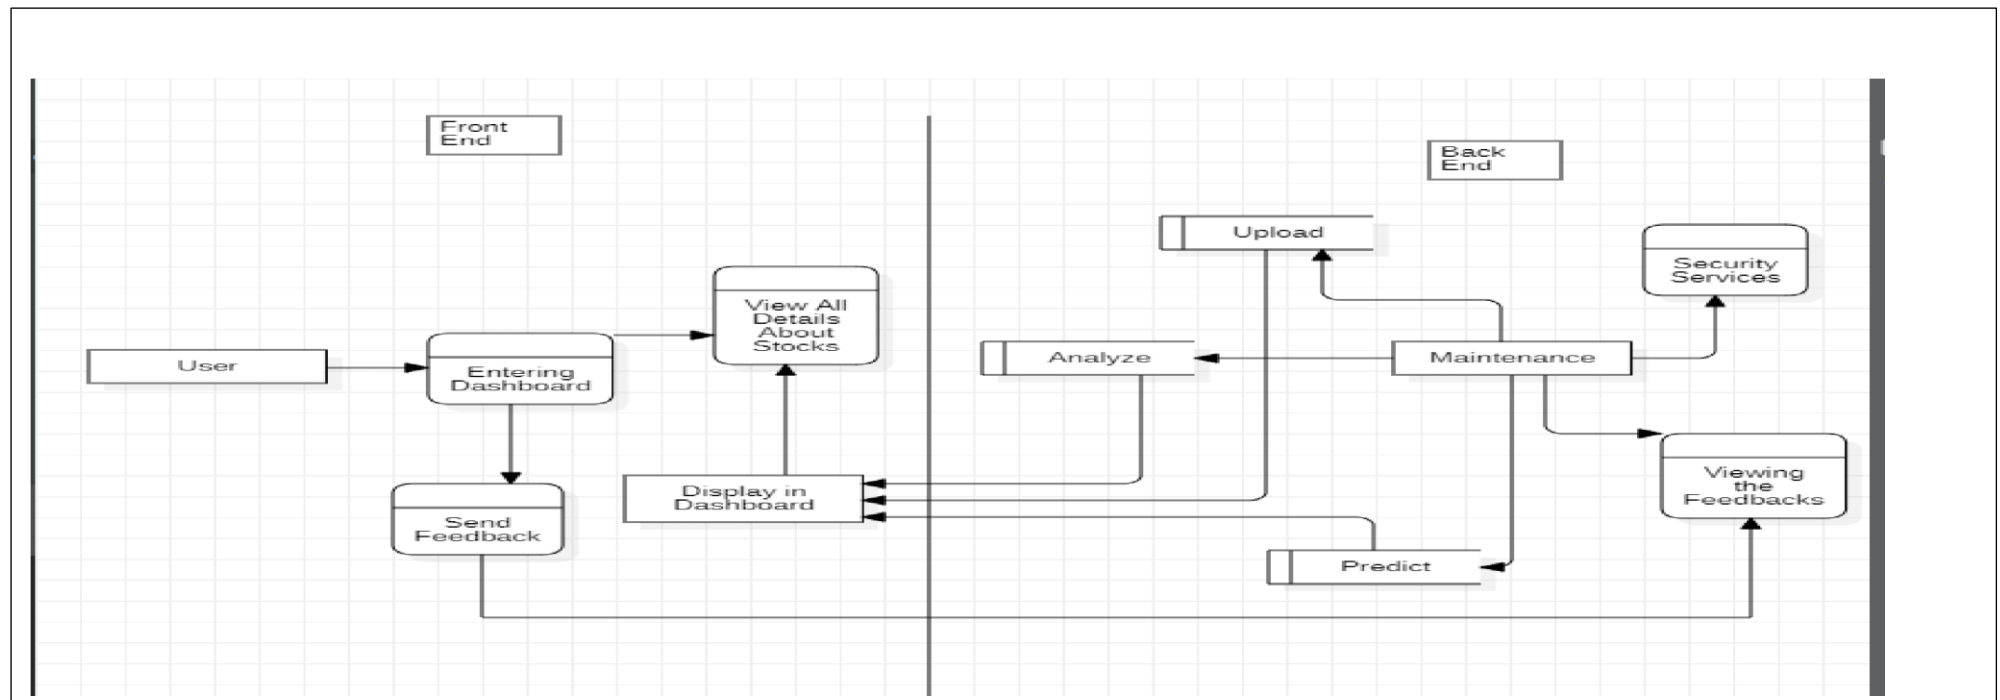 Front
End
Back
End
Upload
Security
Services
View All
Details
About
Stocks
User
Entering
Dashboard
Analyze
Maintenance
Display in
Dashboard
Send
Feedback
Viewing
the
Feedbacks
Predict